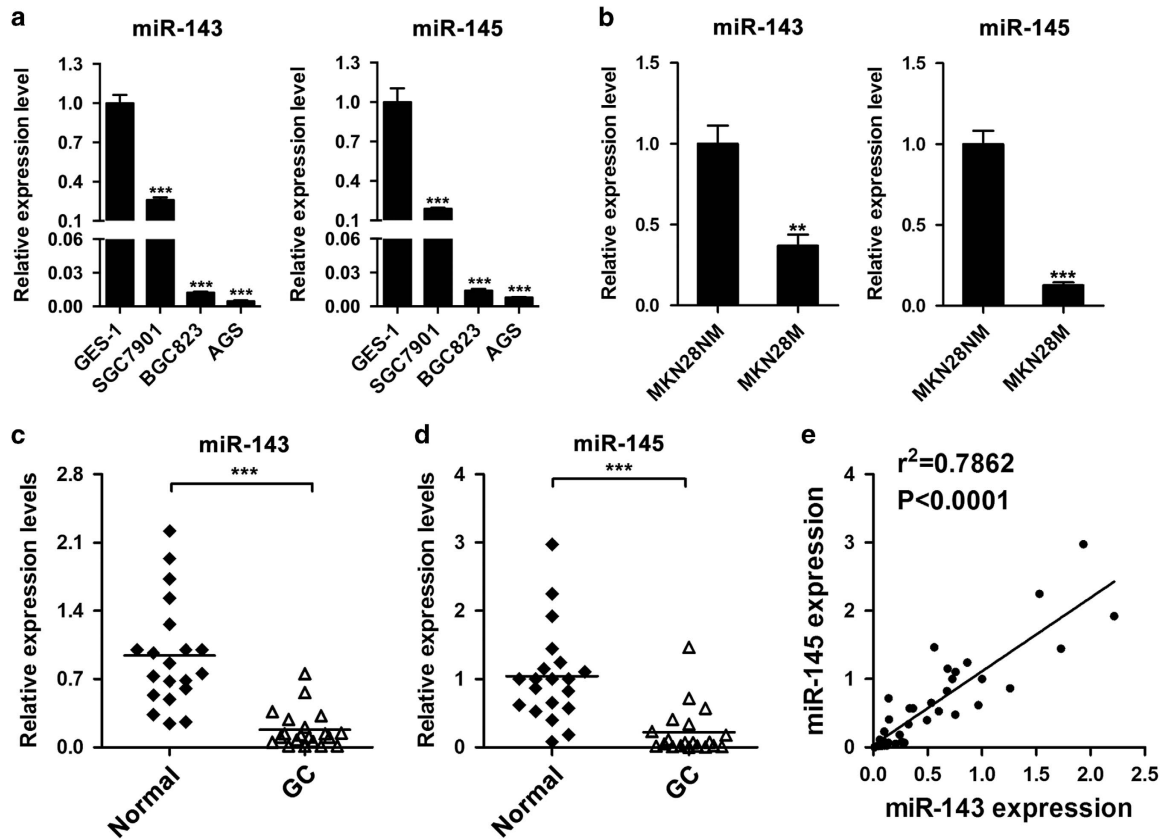 a
miR-143
Relative expression level
1.3
1.0
0.7
0.4
0.1
0.06
0.03
0.00
***
***
***
GES-1
SGC7901
BGC823
AGS
miR-145
Relative expression level
1.3
1.0
0.7
0.4
0.1
0.06
0.03
0.00
***
***
***
GES-1
SGC7901
BGC823
AGS
b
miR-143
Relative expression level
1.5
1.0
0.5
0.0
**
MKN28NM
MKN28M
miR-145
Relative expression level
1.5
1.0
0.5
0.0
***
MKN28NM
MKN28M
c
miR-143
***
Relative expression levels
2.8
2.1
1.4
0.7
0.0
Normal
GC
d
miR-145
***
Relative expression levels
4
3
2
1
0
Normal
GC
e
r²=0.7862
P<0.0001
miR-145 expression
4
3
2
1
0
0.0 0.5 1.0 1.5 2.0 2.5
miR-143 expression